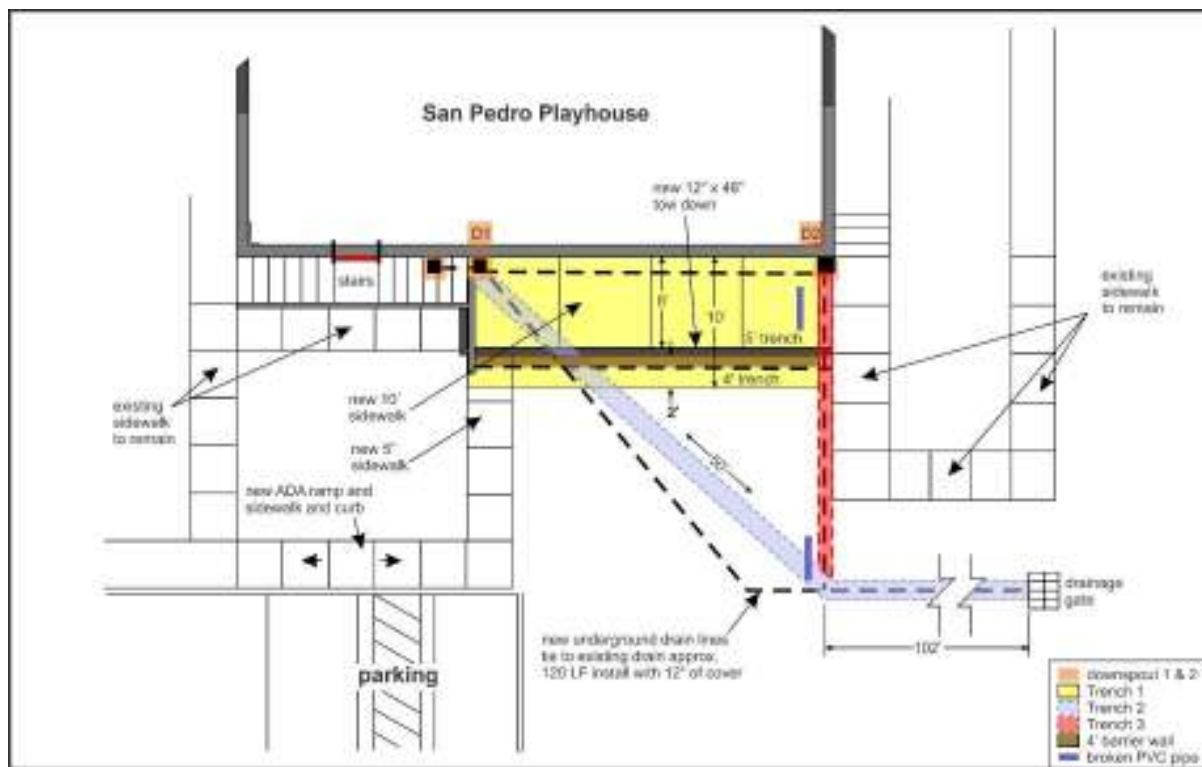 San Pedro Playhouse
new 12" x 48"
tow down
D1
D2
stairs
8'
10'
5' trench
4' trench
2'
existing
sidewalk
to remain
existing
sidewalk
to remain
new 10'
sidewalk
new 5'
sidewalk
new ADA ramp and
sidewalk and curb
parking
new underground drain lines
tie to existing drain approx.
120 LF install with 12" of cover
102'
drainage
gate
downspout 1 & 2
Trench 1
Trench 2
Trench 3
4' barrier wall
broken PVC pipe